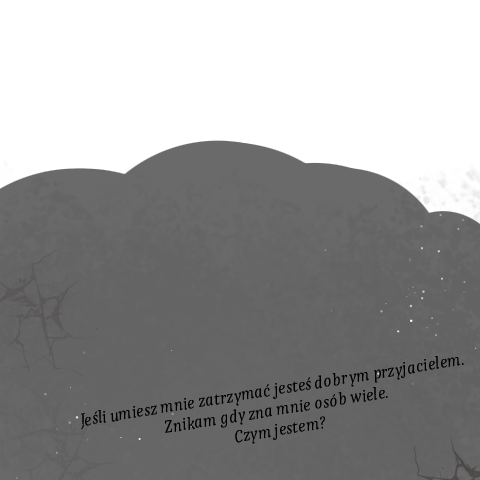 Jeśli umiesz mnie zatrzymać jesteś dobrym przyjacielem.
Znikam gdy zna mnie osób wiele.
Czym jestem?